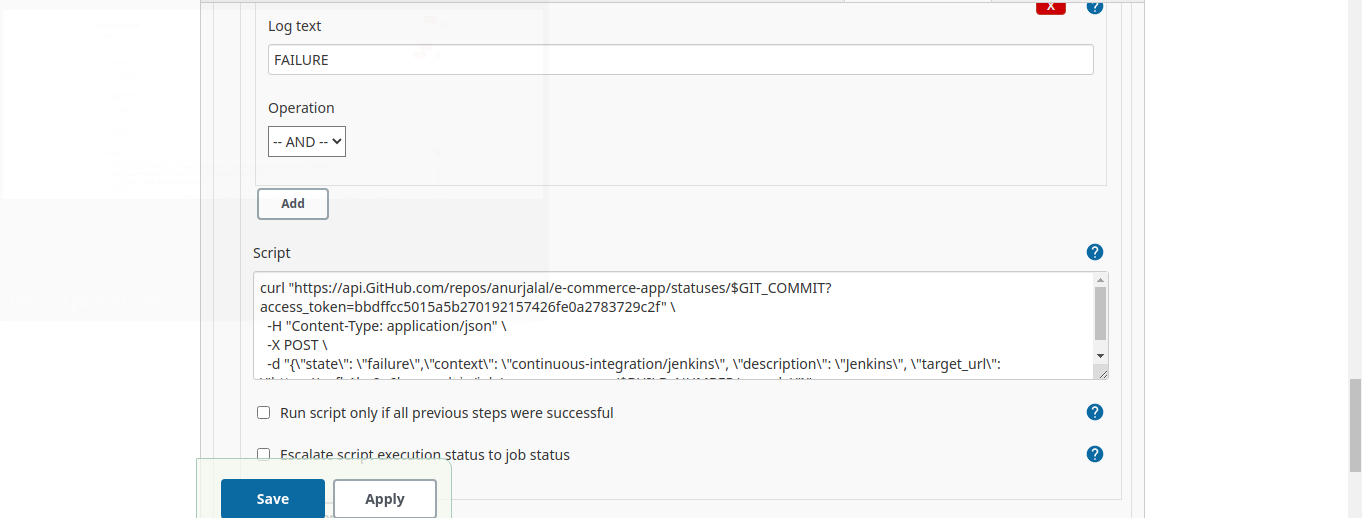 X
?
Log text
FAILURE
Operation
-- AND --
Add
Script
?
curl "https://api.GitHub.com/repos/anurjalal/e-commerce-app/statuses/$GIT_COMMIT?
access_token=bbdffcc5015a5b270192157426fe0a2783729c2f" \
-H "Content-Type: application/json" \
-X POST \
-d "{\"state\": \"failure\",\"context\": \"continuous-integration/jenkins\", \"description\": \"Jenkins\", \"target_url\":
Run script only if all previous steps were successful
?
Escalate script execution status to job status
?
Save
Apply